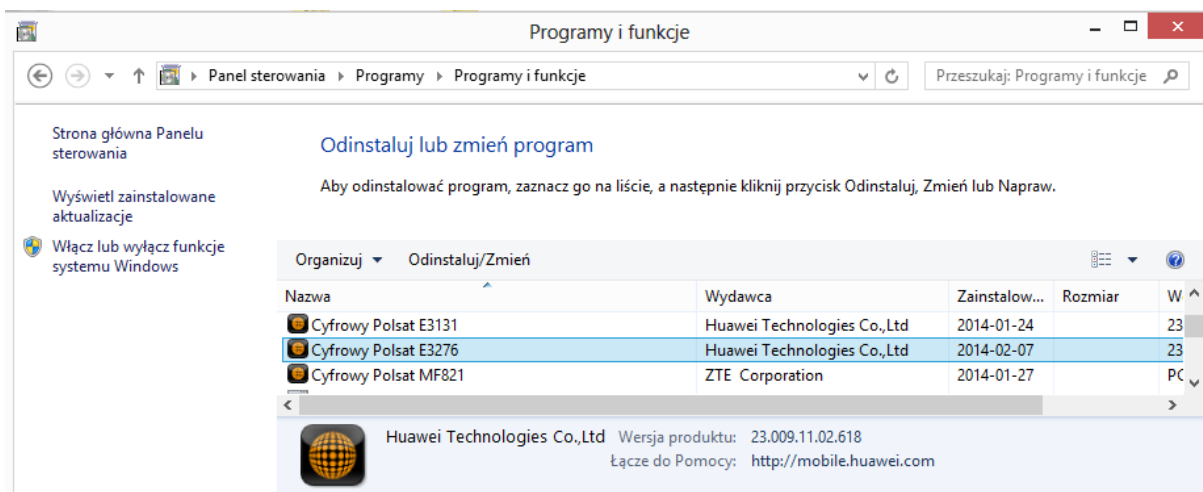 Programy i funkcje
Panel sterowania Programy Programy i funkcje
Przeszukaj: Programy i funkcje
Strona główna Panelu
sterowania
Wyświetl zainstalowane
aktualizacje
Włącz lub wyłącz funkcje
systemu Windows
Odinstaluj lub zmień program
Aby odinstalować program, zaznacz go na liście, a następnie kliknij przycisk Odinstaluj, Zmień lub Napraw.
Organizuj Odinstaluj/Zmień
Nazwa Wydawca Zainstalow... Rozmiar W
Cyfrowy Polsat E3131 Huawei Technologies Co.,Ltd 2014-01-24 23
Cyfrowy Polsat E3276 Huawei Technologies Co.,Ltd 2014-02-07 23
Cyfrowy Polsat MF821 ZTE Corporation 2014-01-27 PC
Huawei Technologies Co.,Ltd Wersja produktu: 23.009.11.02.618
Łącze do Pomocy: http://mobile.huawei.com